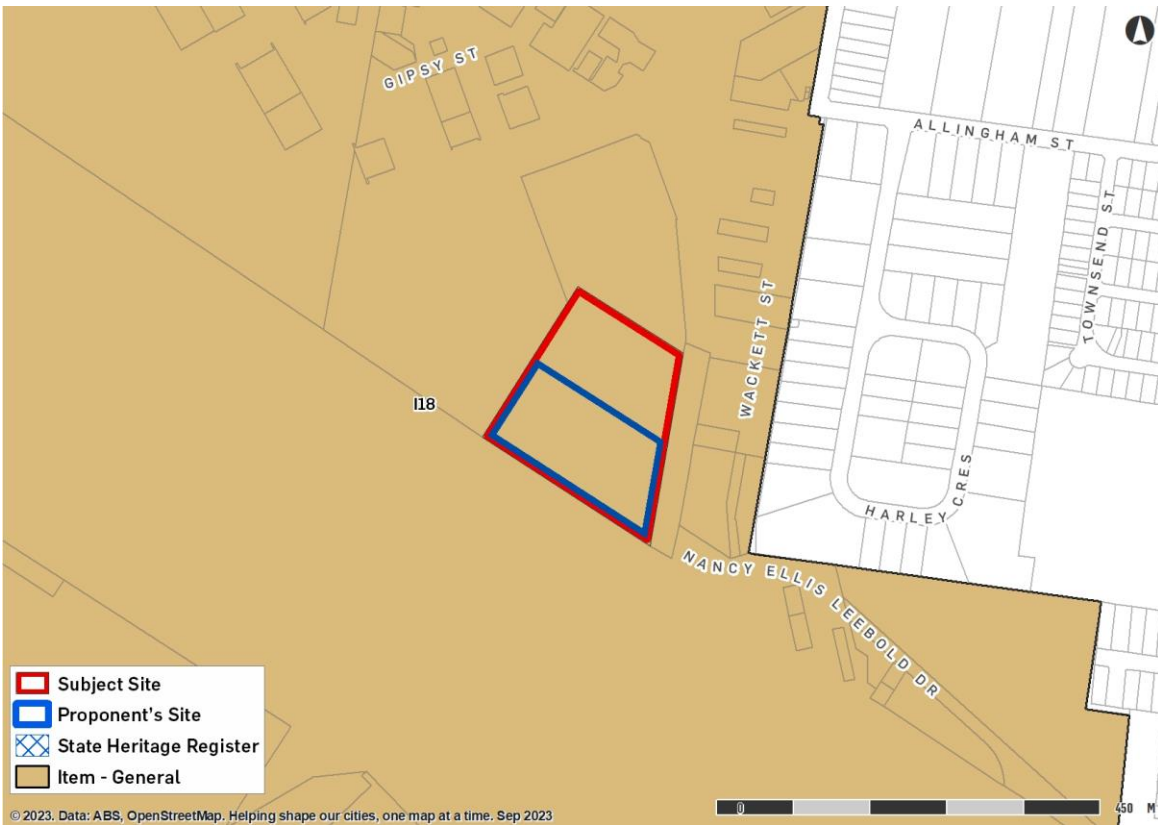 GIPSY ST
ALLINGHAM ST
TOWNSEND ST
WACKETT ST
I18
HARLEY CRES
NANCY ELLIS LEEBOLD DR
Subject Site
Proponent's Site
State Heritage Register
Item - General
0 450 M
© 2023. Data: ABS, OpenStreetMap. Helping shape our cities, one map at a time. Sep 2023